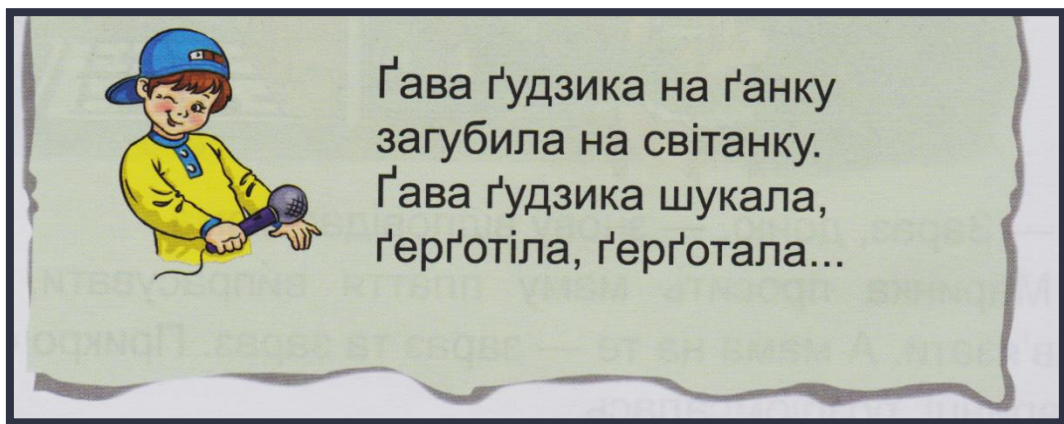 Ґава ґудзика на ґанку
загубила на світанку.
Ґава ґудзика шукала,
ґерґотіла, ґерґотала...